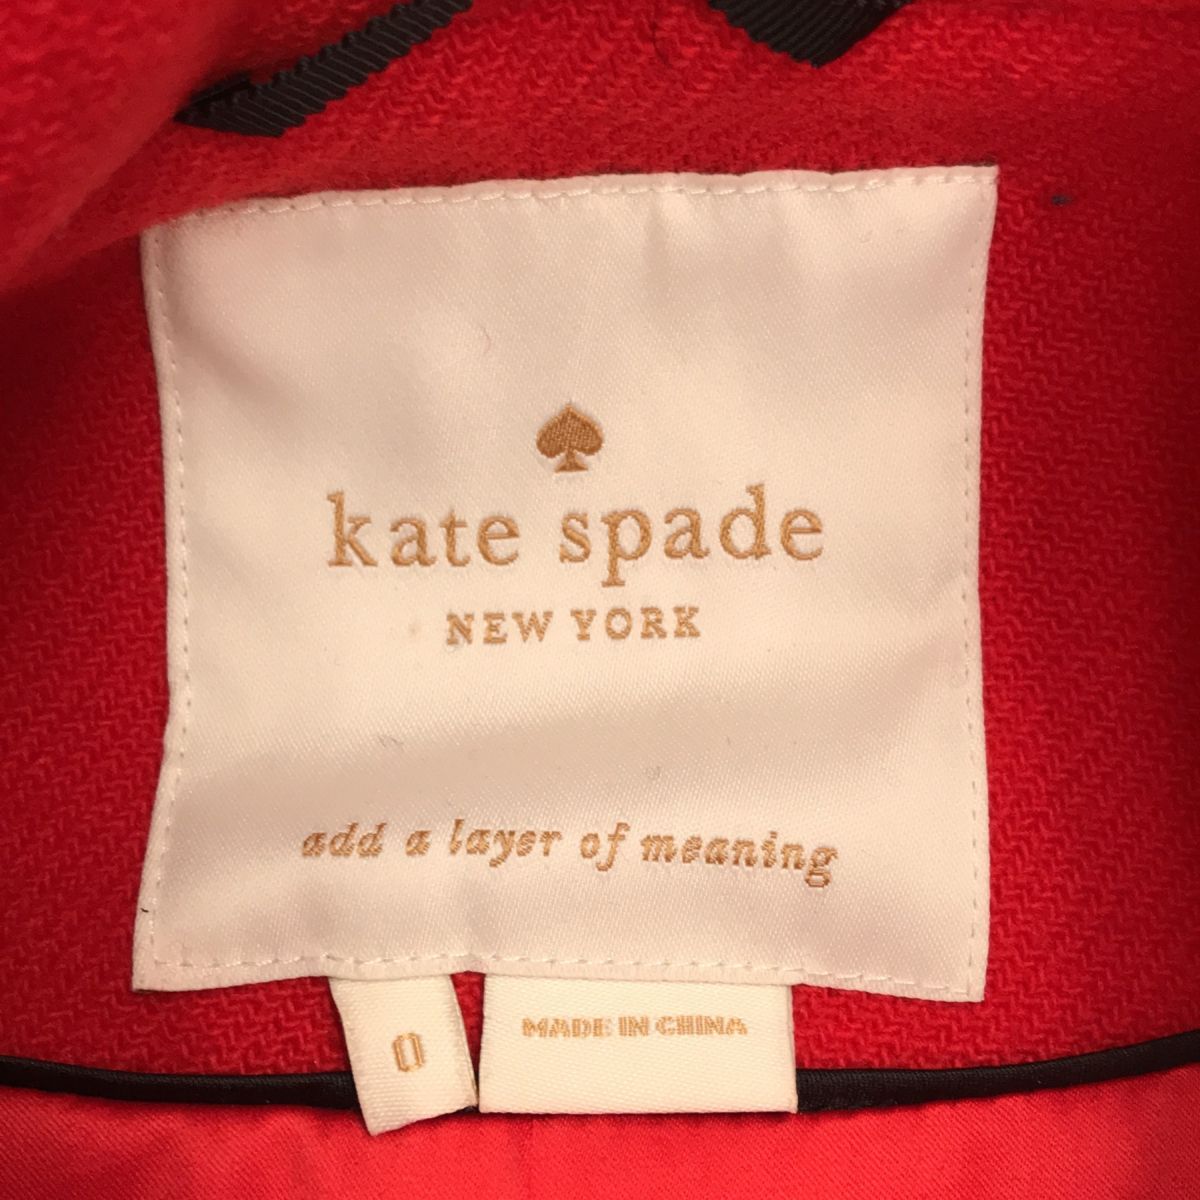 kate spade
NEW YORK
add a layer of meaning
0
MADE IN CHINA